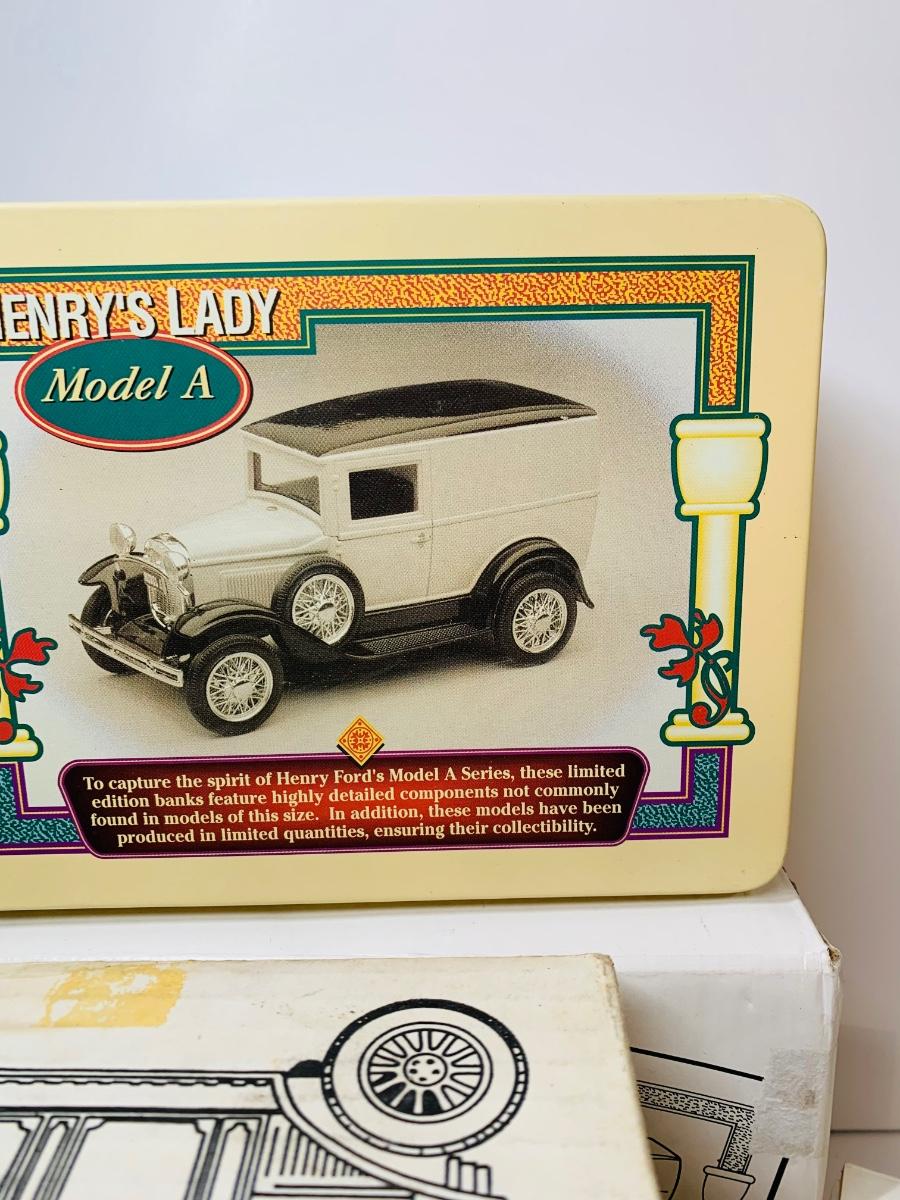 HENRY'S LADY
Model A
To capture the spirit of Henry Ford's Model A Series, these limited
edition banks feature highly detailed components not commonly
found in models of this size. In addition, these models have been
produced in limited quantities, ensuring their collectibility.